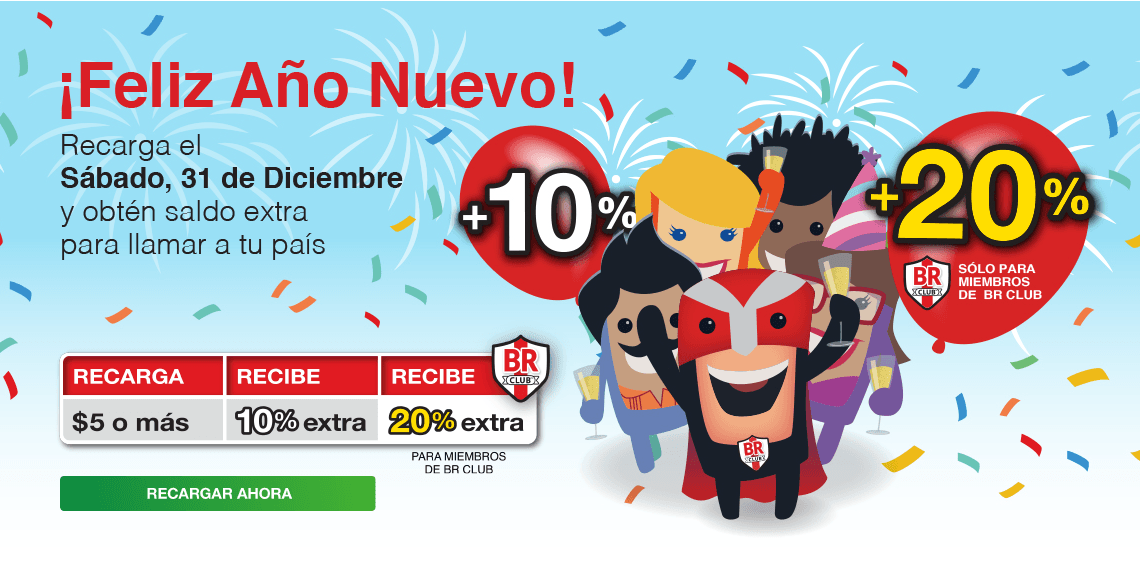 ¡Feliz Año Nuevo!
Recarga el
Sábado, 31 de Diciembre
y obtén saldo extra
para llamar a tu país
+10%
+20%
BR
CLUB
SÓLO PARA
MIEMBROS
DE BR CLUB
BR
CLUB
RECARGA RECIBE RECIBE
$5 o más 10% extra 20% extra
PARA MIEMBROS
DE BR CLUB
RECARGAR AHORA
BR
CLUB